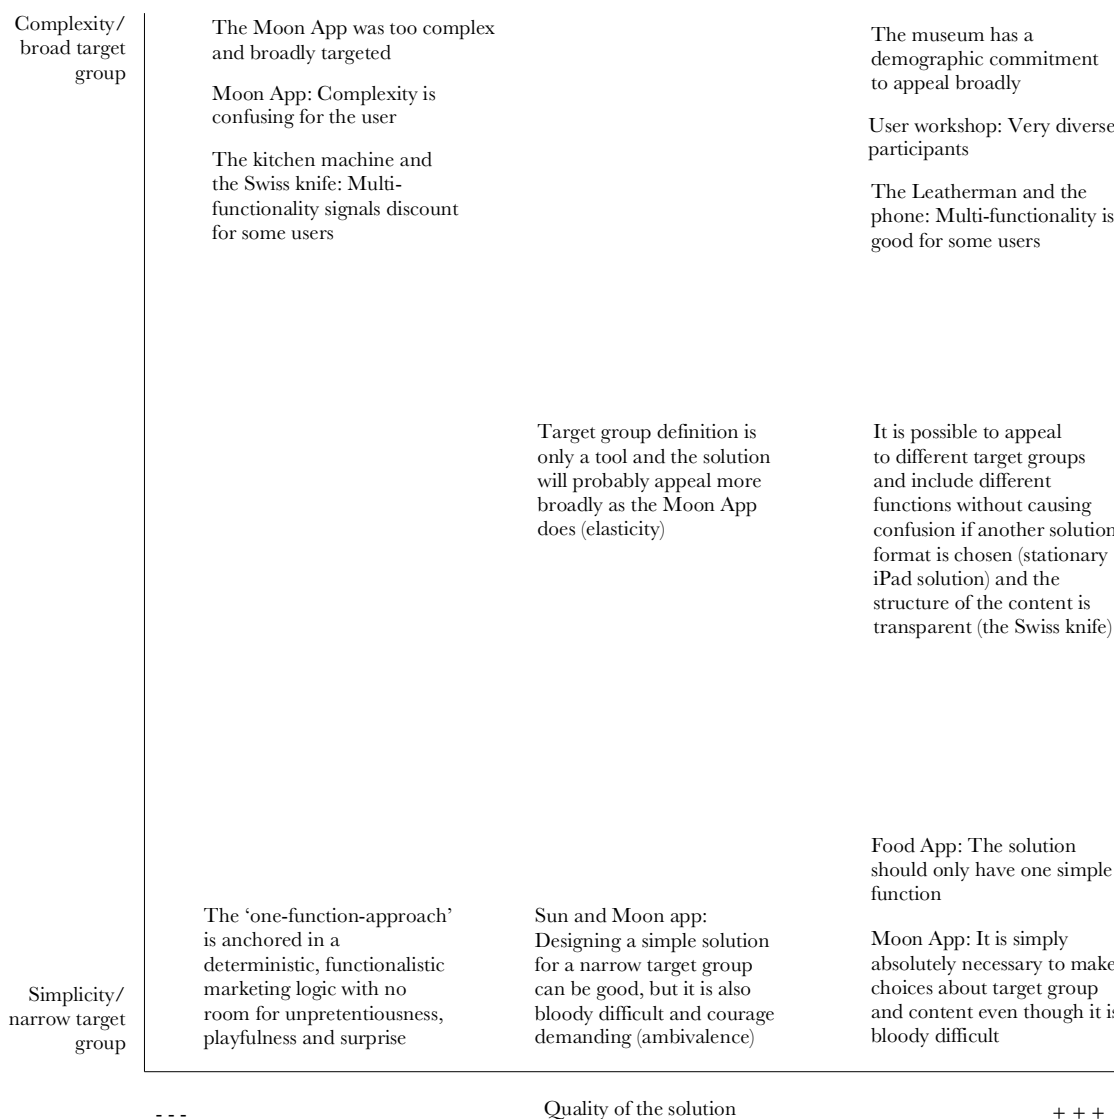 Complexity/
broad target
group
The Moon App was too complex
and broadly targeted
Moon App: Complexity is
confusing for the user
The kitchen machine and
the Swiss knife: Multi-
functionality signals discount
for some users
The museum has a
demographic commitment
to appeal broadly
User workshop: Very diverse
participants
The Leatherman and the
phone: Multi-functionality is
good for some users
Target group definition is
only a tool and the solution
will probably appeal more
broadly as the Moon App
does (elasticity)
It is possible to appeal
to different target groups
and include different
functions without causing
confusion if another solution
format is chosen (stationary
iPad solution) and the
structure of the content is
transparent (the Swiss knife)
Simplicity/
narrow target
group
The ‘one-function-approach’
is anchored in a
deterministic, functionalistic
marketing logic with no
room for unpretentiousness,
playfulness and surprise
Sun and Moon app:
Designing a simple solution
for a narrow target group
can be good, but it is also
bloody difficult and courage
demanding (ambivalence)
Food App: The solution
should only have one simple
function
Moon App: It is simply
absolutely necessary to make
choices about target group
and content even though it is
bloody difficult
- - -
Quality of the solution
+ + +